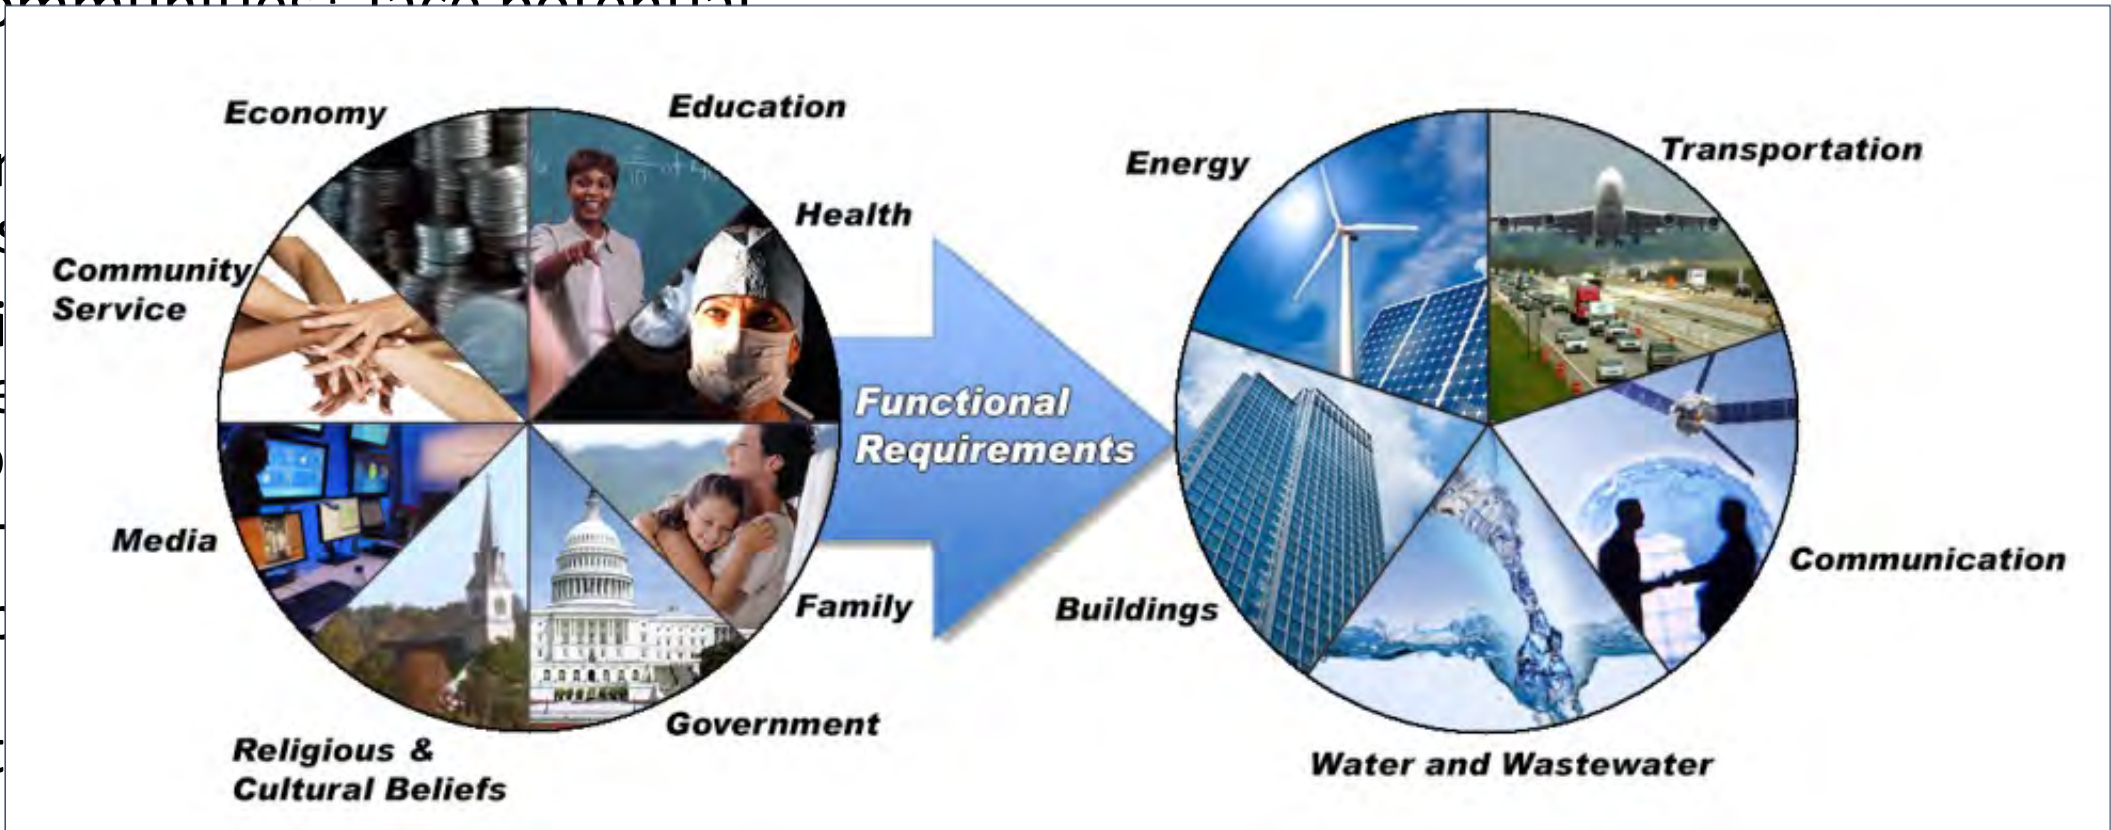 Economy
Education
Health
Community
Service
Media
Religious &
Cultural Beliefs
Government
Family
Functional
Requirements
Energy
Transportation
Communication
Buildings
Water and Wastewater